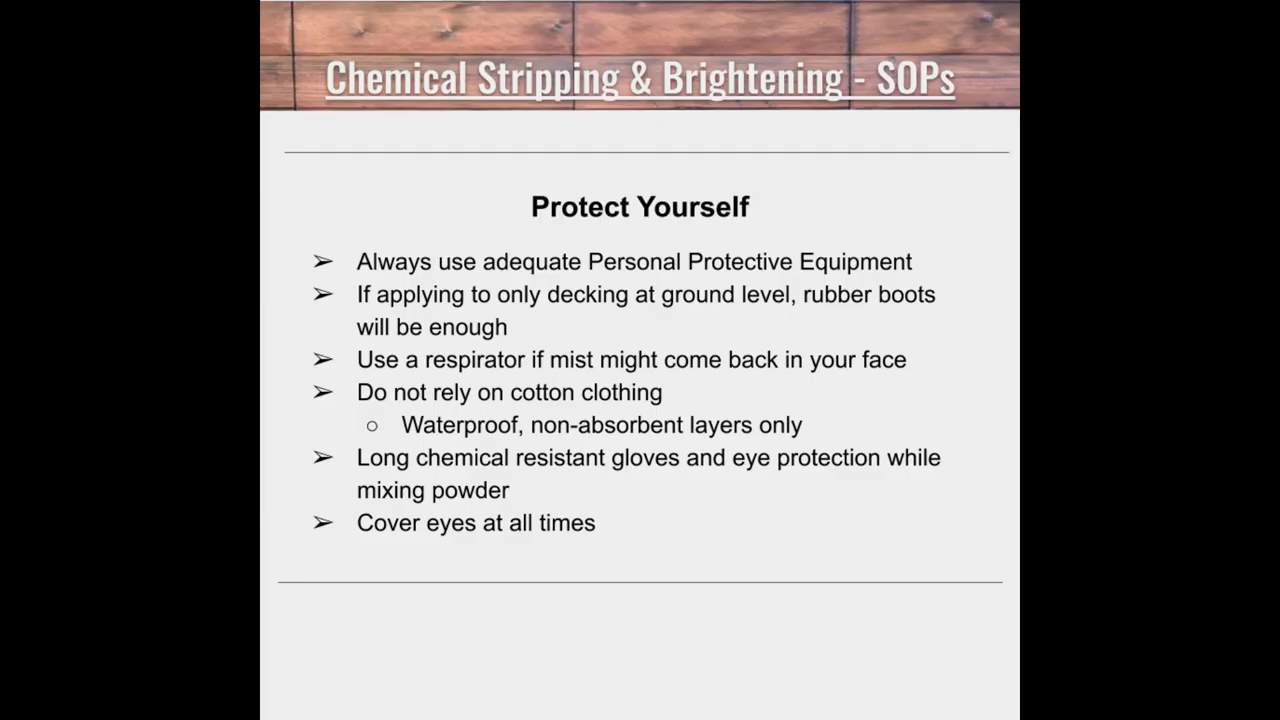 Chemical Stripping & Brightening - SOPs
Protect Yourself
➢ Always use adequate Personal Protective Equipment
➢ If applying to only decking at ground level, rubber boots
will be enough
➢ Use a respirator if mist might come back in your face
➢ Do not rely on cotton clothing
○ Waterproof, non-absorbent layers only
➢ Long chemical resistant gloves and eye protection while
mixing powder
➢ Cover eyes at all times